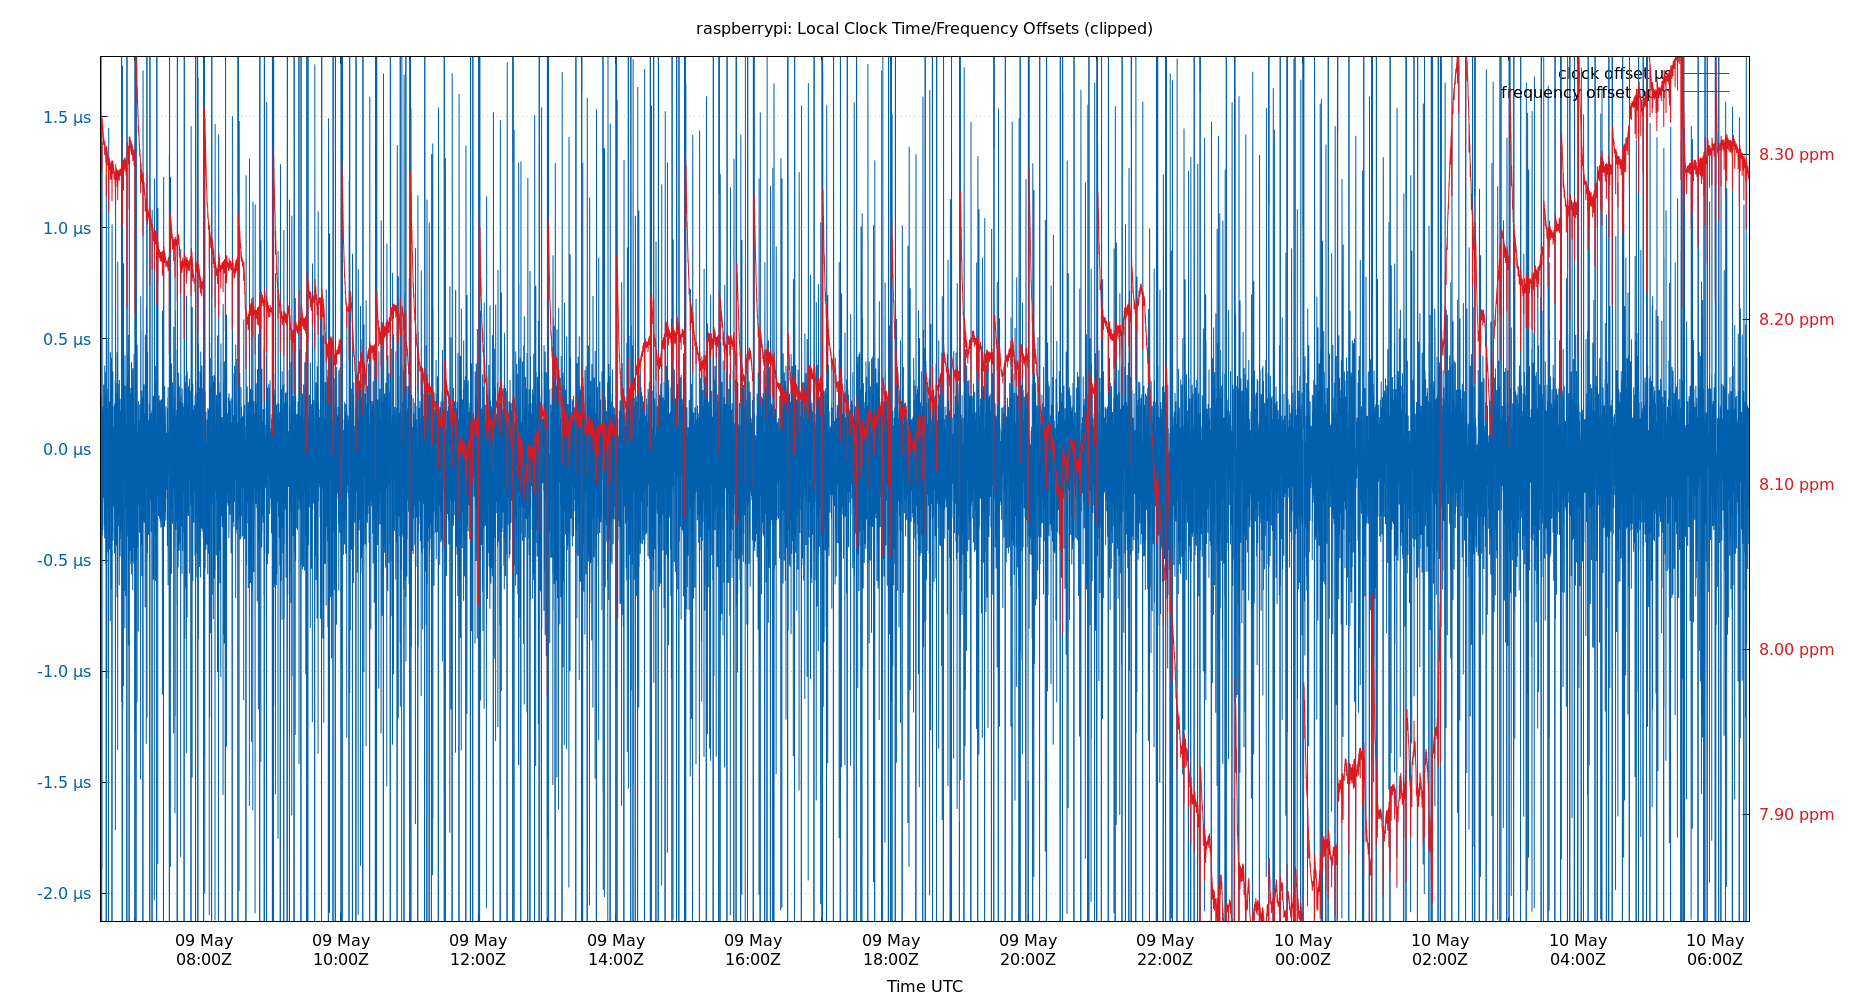 raspberrypi: Local Clock Time/Frequency Offsets (clipped)
clock offset µs
frequency offset ppm
1.5 µs
1.0 µs
0.5 µs
0.0 µs
-0.5 µs
-1.0 µs
-1.5 µs
-2.0 µs
8.30 ppm
8.20 ppm
8.10 ppm
8.00 ppm
7.90 ppm
09 May 09 May 09 May 09 May 09 May 09 May 09 May 09 May 10 May 10 May 10 May 10 May
08:00Z 10:00Z 12:00Z 14:00Z 16:00Z 18:00Z 20:00Z 22:00Z 00:00Z 02:00Z 04:00Z 06:00Z
Time UTC